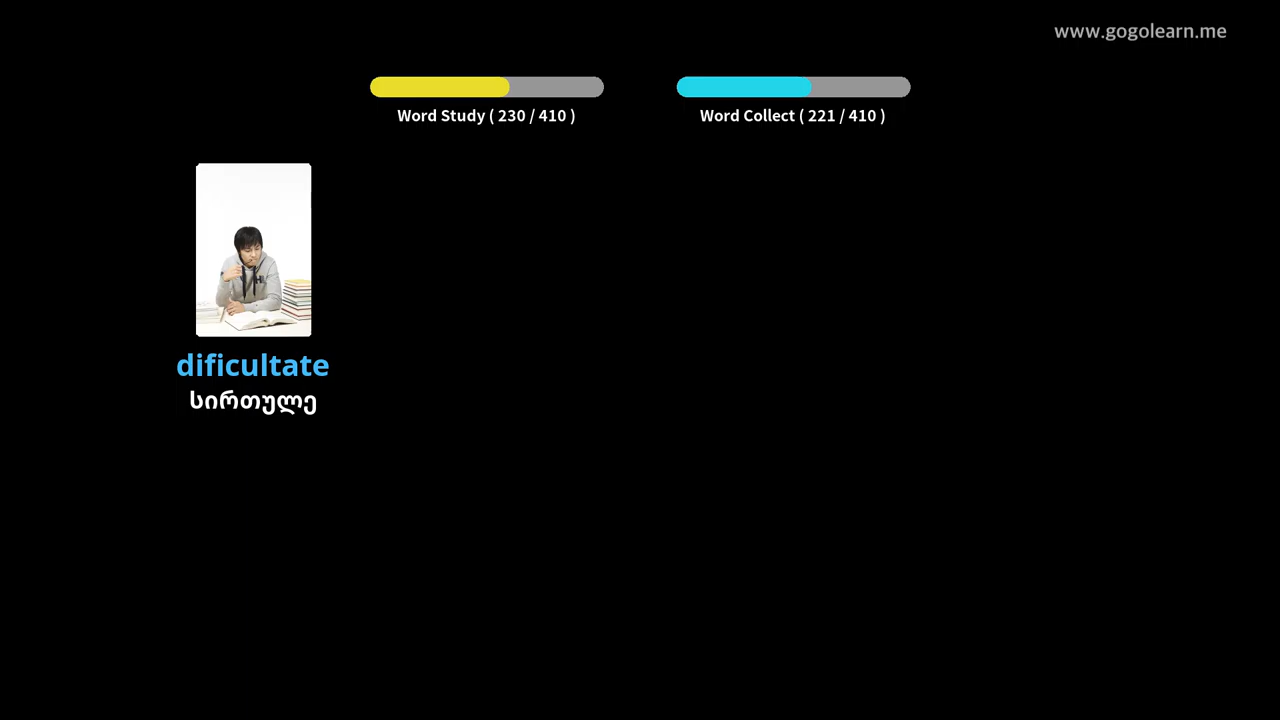 www.gogolearn.me
Word Study ( 230 / 410 )
Word Collect ( 221 / 410 )
dificultate
სირთულე